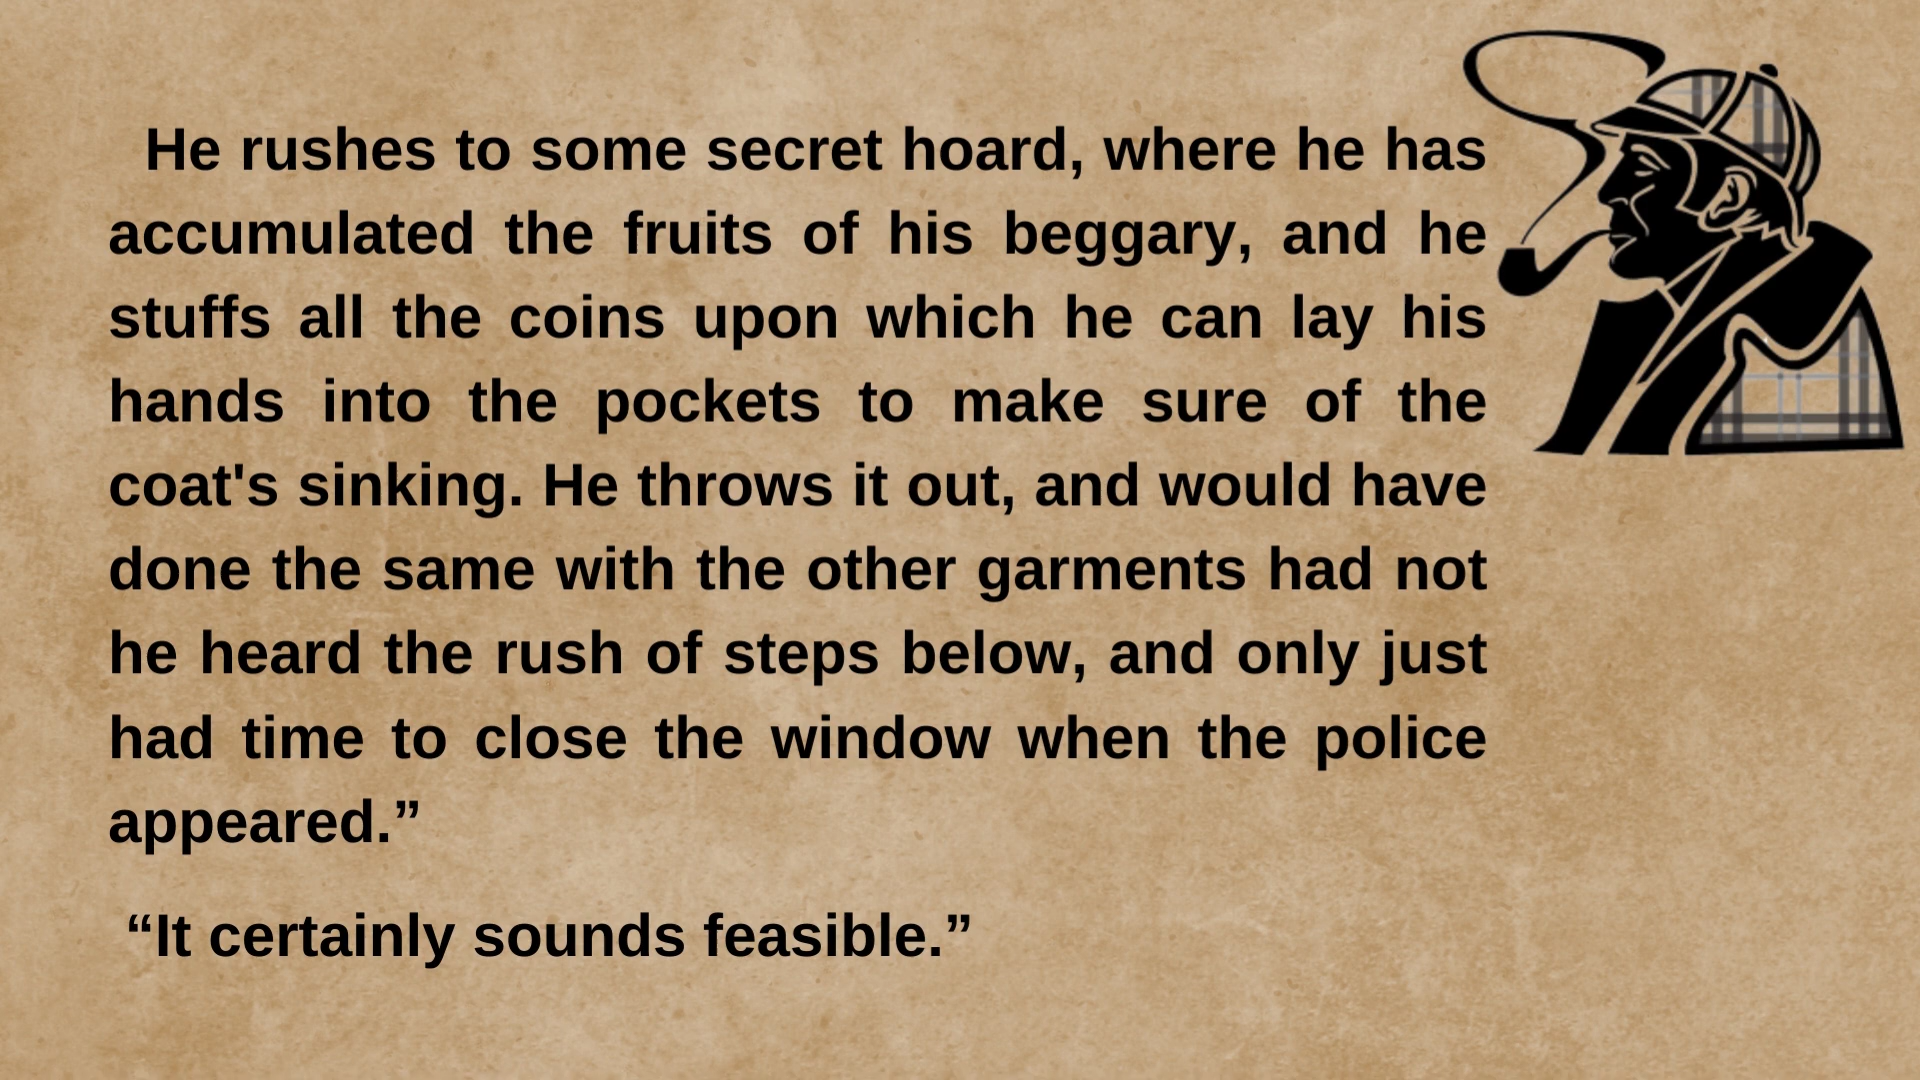 He rushes to some secret hoard, where he has
accumulated the fruits of his beggary, and he
stuffs all the coins upon which he can lay his
hands into the pockets to make sure of the
coat's sinking. He throws it out, and would have
done the same with the other garments had not
he heard the rush of steps below, and only just
had time to close the window when the police
appeared.”
“It certainly sounds feasible.”